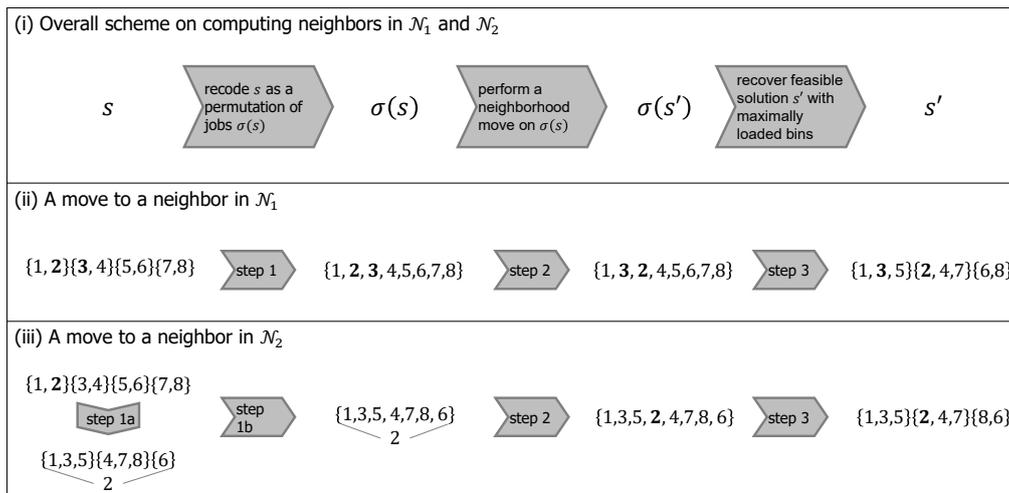 (i) Overall scheme on computing neighbors in 𝒩₁ and 𝒩₂
s
recode s as a
permutation of
jobs σ(s)
σ(s)
perform a
neighborhood
move on σ(s)
σ(s′)
recover feasible
solution s′ with
maximally
loaded bins
s′
(ii) A move to a neighbor in 𝒩₁
{1, 2}{3, 4}{5,6}{7,8}
step 1
{1, 2, 3, 4,5,6,7,8}
step 2
{1, 3, 2, 4,5,6,7,8}
step 3
{1, 3, 5}{2, 4,7}{6,8}
(iii) A move to a neighbor in 𝒩₂
{1, 2}{3,4}{5,6}{7,8}
step 1a
{1,3,5}{4,7,8}{6}
2
step
1b
{1,3,5, 4,7,8, 6}
2
step 2
{1,3,5, 2, 4,7,8, 6}
step 3
{1,3,5}{2, 4,7}{8,6}